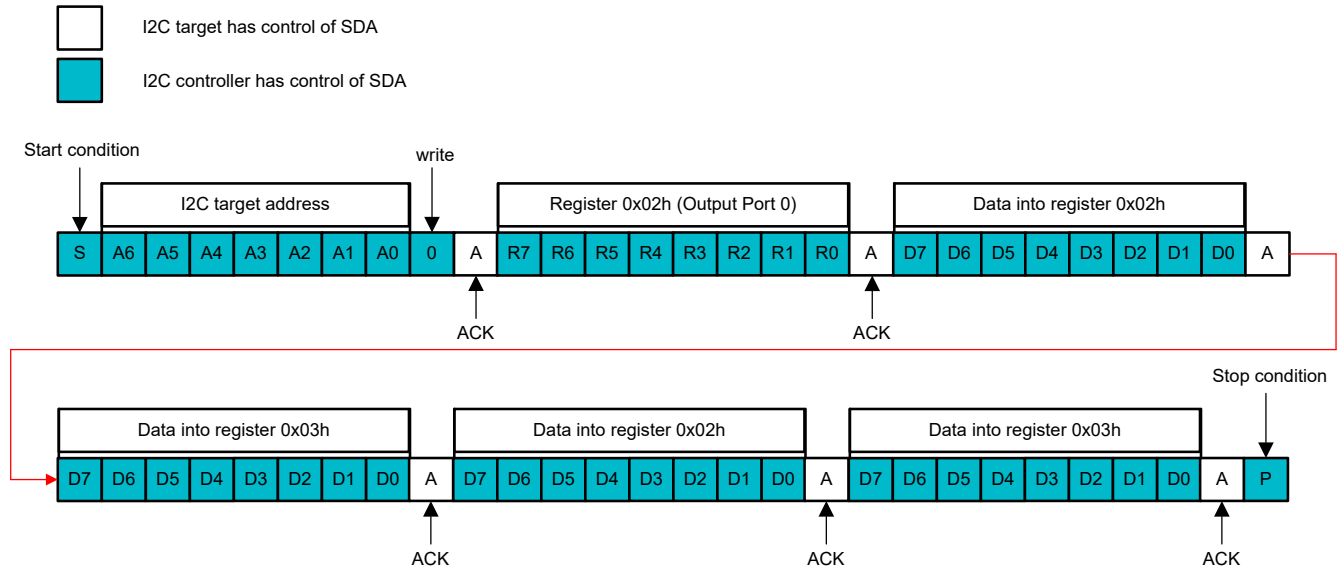 I2C target has control of SDA
I2C controller has control of SDA
Start condition
write
I2C target address
Register 0x02h (Output Port 0)
Data into register 0x02h
S A6 A5 A4 A3 A2 A1 A0 0 A R7 R6 R5 R4 R3 R2 R1 R0 A D7 D6 D5 D4 D3 D2 D1 D0 A
ACK
ACK
Stop condition
Data into register 0x03h
Data into register 0x02h
Data into register 0x03h
D7 D6 D5 D4 D3 D2 D1 D0 A D7 D6 D5 D4 D3 D2 D1 D0 A D7 D6 D5 D4 D3 D2 D1 D0 A P
ACK
ACK
ACK